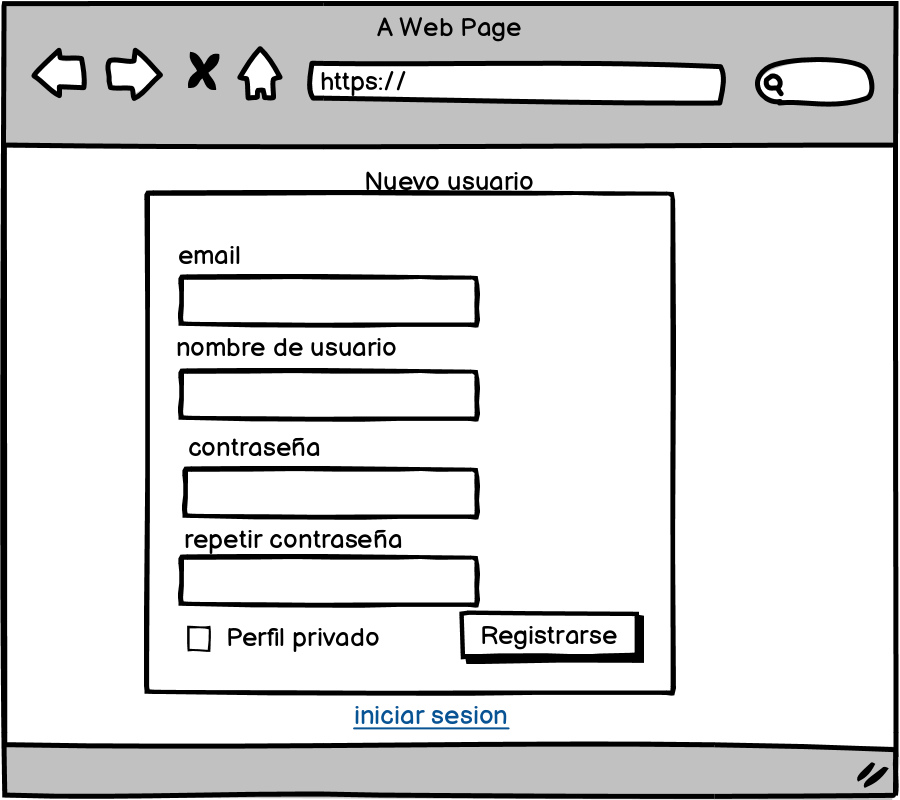 A Web Page
https://
Nuevo usuario
email
nombre de usuario
contraseña
repetir contraseña
Perfil privado
Registrarse
iniciar sesion